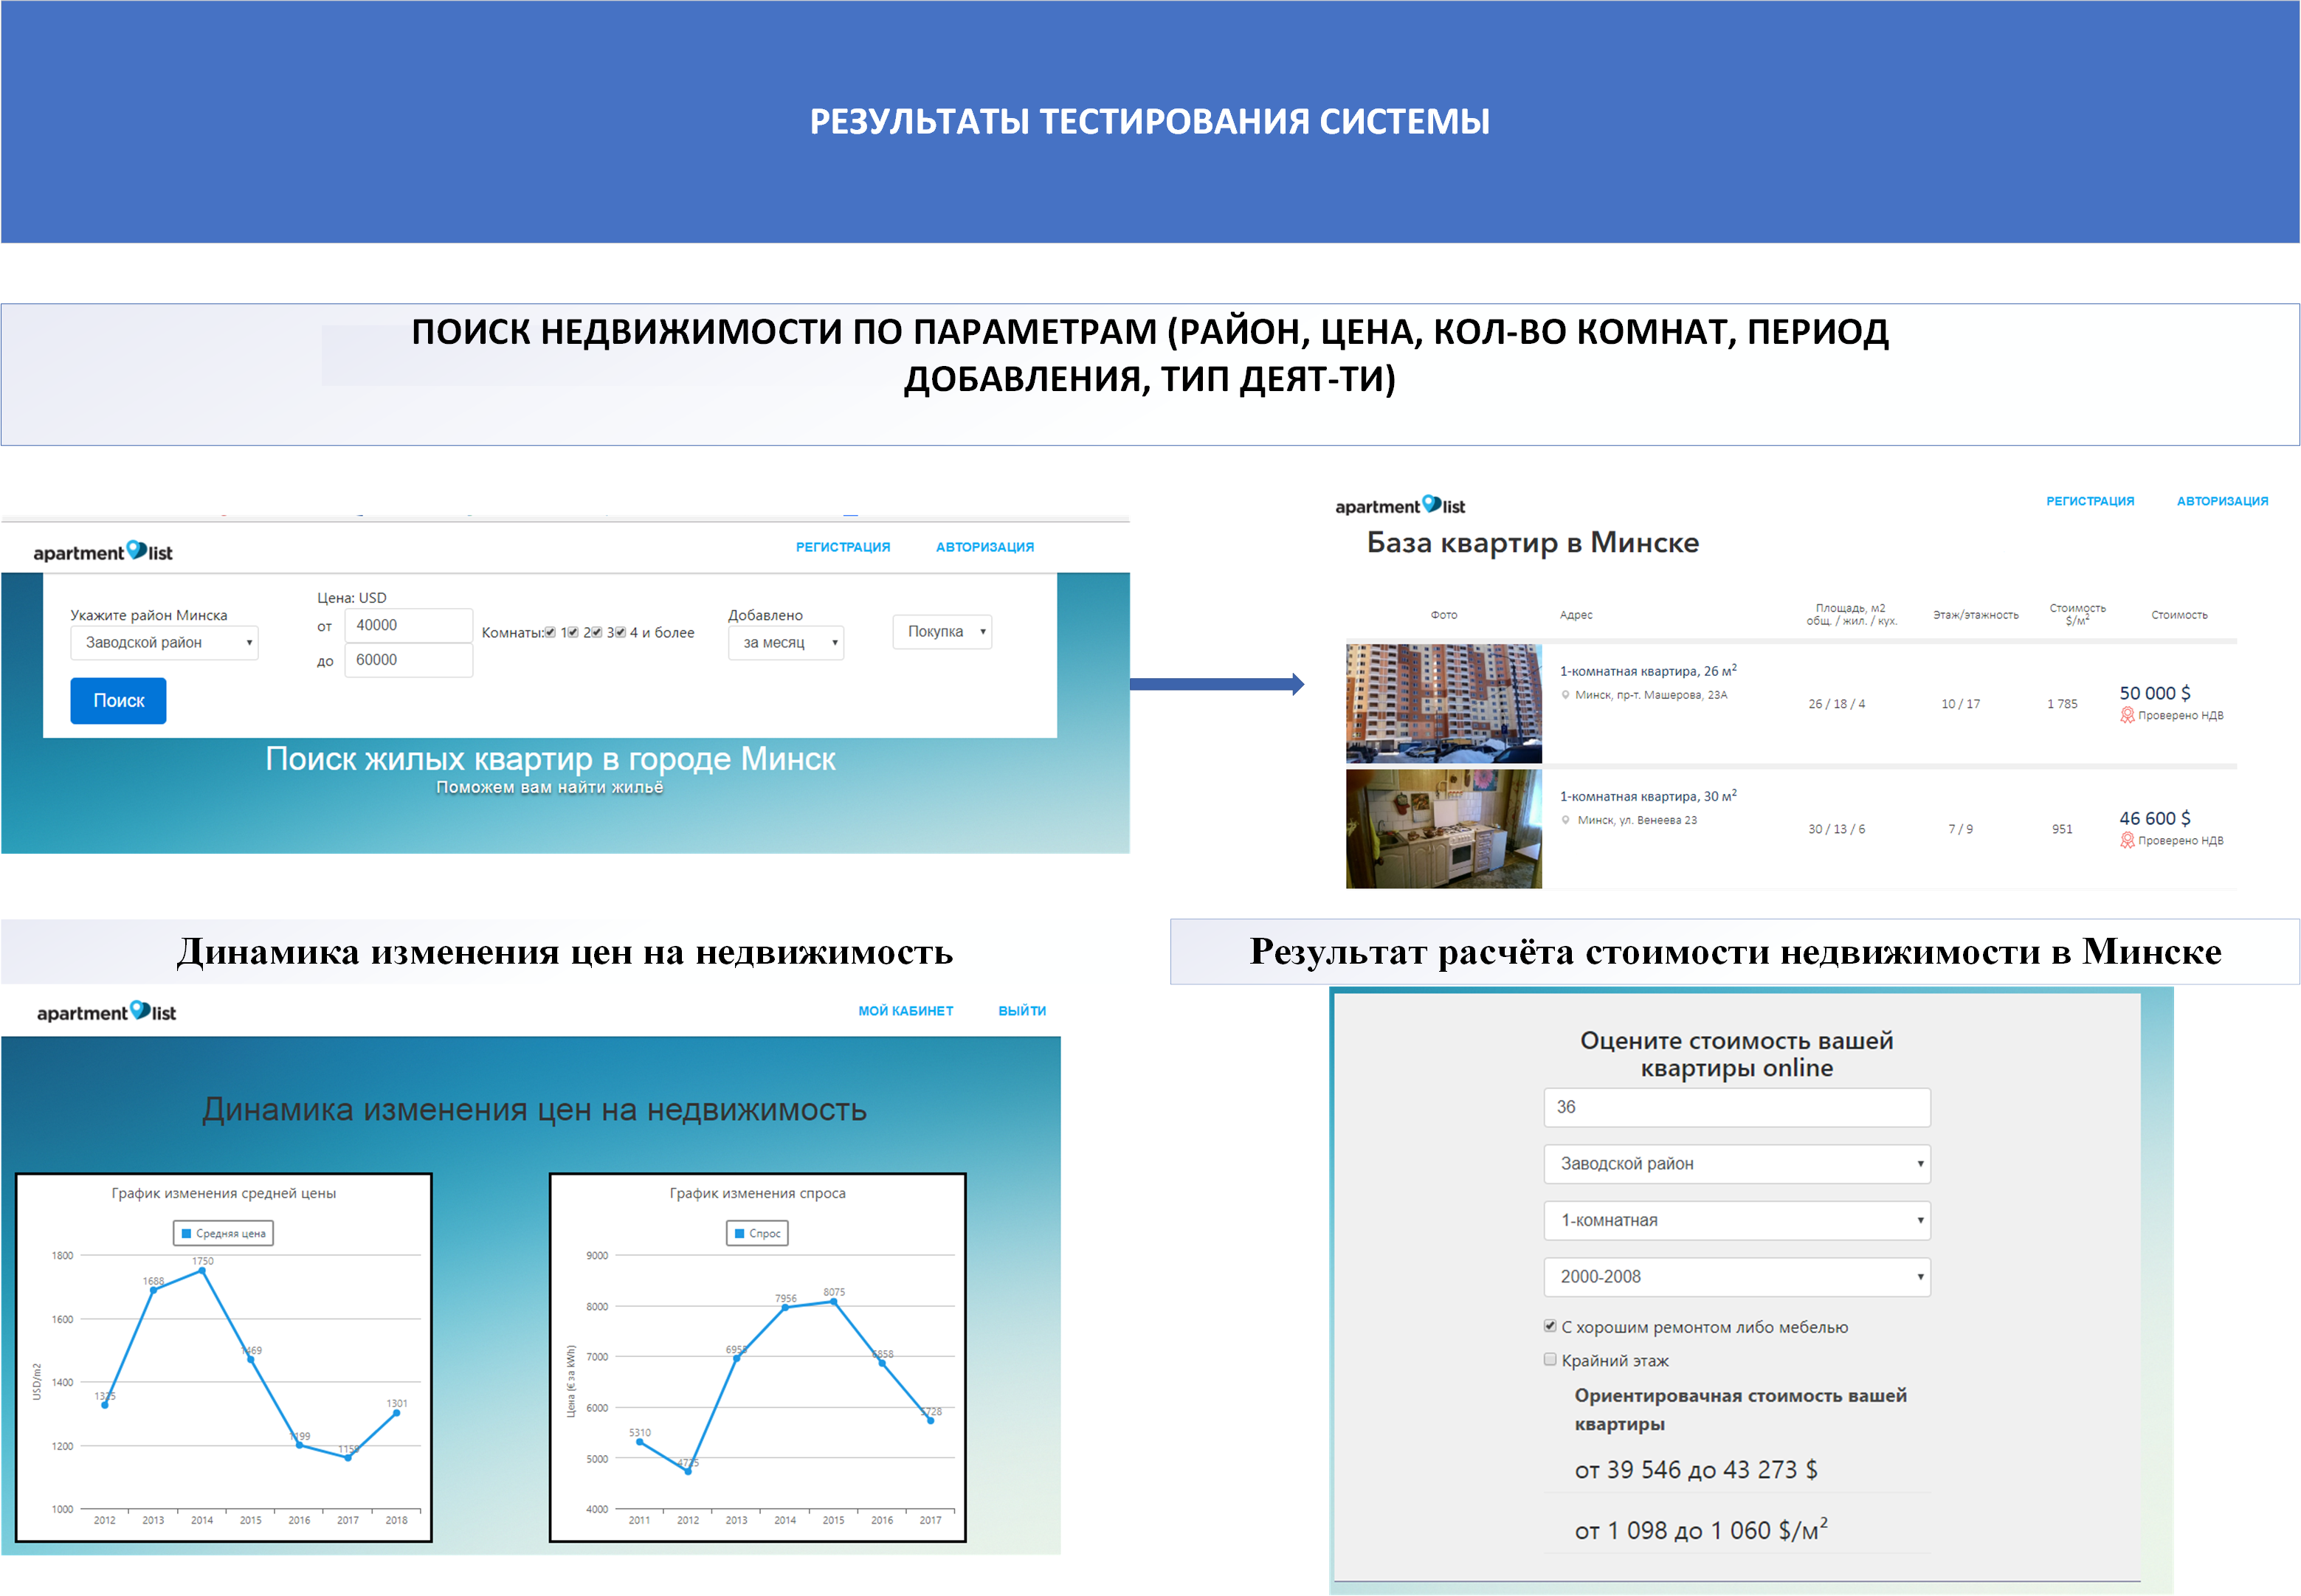 РЕЗУЛЬТАТЫ ТЕСТИРОВАНИЯ СИСТЕМЫ
ПОИСК НЕДВИЖИМОСТИ ПО ПАРАМЕТРАМ (РАЙОН, ЦЕНА, КОЛ-ВО КОМНАТ, ПЕРИОД
ДОБАВЛЕНИЯ, ТИП ДЕЯТ-ТИ)
apartment list
РЕГИСТРАЦИЯ АВТОРИЗАЦИЯ
Цена: USD
Укажите район Минска
Заводской район
от 40000
до 60000
Комнаты: 1 2 3 4 и более
Добавлено
за месяц
Покупка
Поиск
Поиск жилых квартир в городе Минск
Поможем вам найти жильё
apartment list
РЕГИСТРАЦИЯ АВТОРИЗАЦИЯ
База квартир в Минске
Фото
Адрес
Площадь, м2
общ. / жил. / кух.
Этаж/этажность
Стоимость
$/м²
Стоимость
1-комнатная квартира, 26 м²
Минск, пр-т. Машерова, 23А
26 / 18 / 4
10 / 17
1 785
50 000 $
Проверено НДВ
1-комнатная квартира, 30 м²
Минск, ул. Венеева 23
30 / 13 / 6
7 / 9
951
46 600 $
Проверено НДВ
Динамика изменения цен на недвижимость
apartment list
МОЙ КАБИНЕТ ВЫЙТИ
Динамика изменения цен на недвижимость
График изменения средней цены
Средняя цена
USD/m2
1800
1600
1400
1200
1000
1325
1688
1750
1469
1199
1159
1301
2012 2013 2014 2015 2016 2017 2018
График изменения спроса
Спрос
Цена (€ за kWh)
9000
8000
7000
6000
5000
4000
5310
4725
7956
8075
6858
5728
2011 2012 2013 2014 2015 2016 2017
Результат расчёта стоимости недвижимости в Минске
Оцените стоимость вашей
квартиры online
36
Заводской район
1-комнатная
2000-2008
С хорошим ремонтом либо мебелью
Крайний этаж
Ориентировачная стоимость вашей
квартиры
от 39 546 до 43 273 $
от 1 098 до 1 060 $/м²